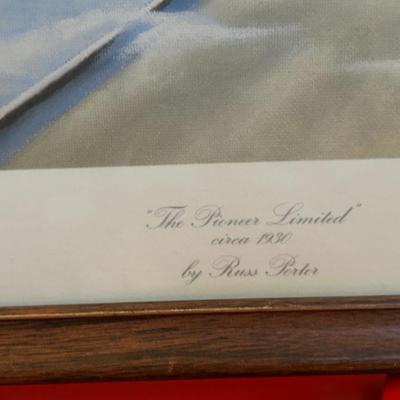 "The Pioneer Limited"
circa 1930
by Russ Porter